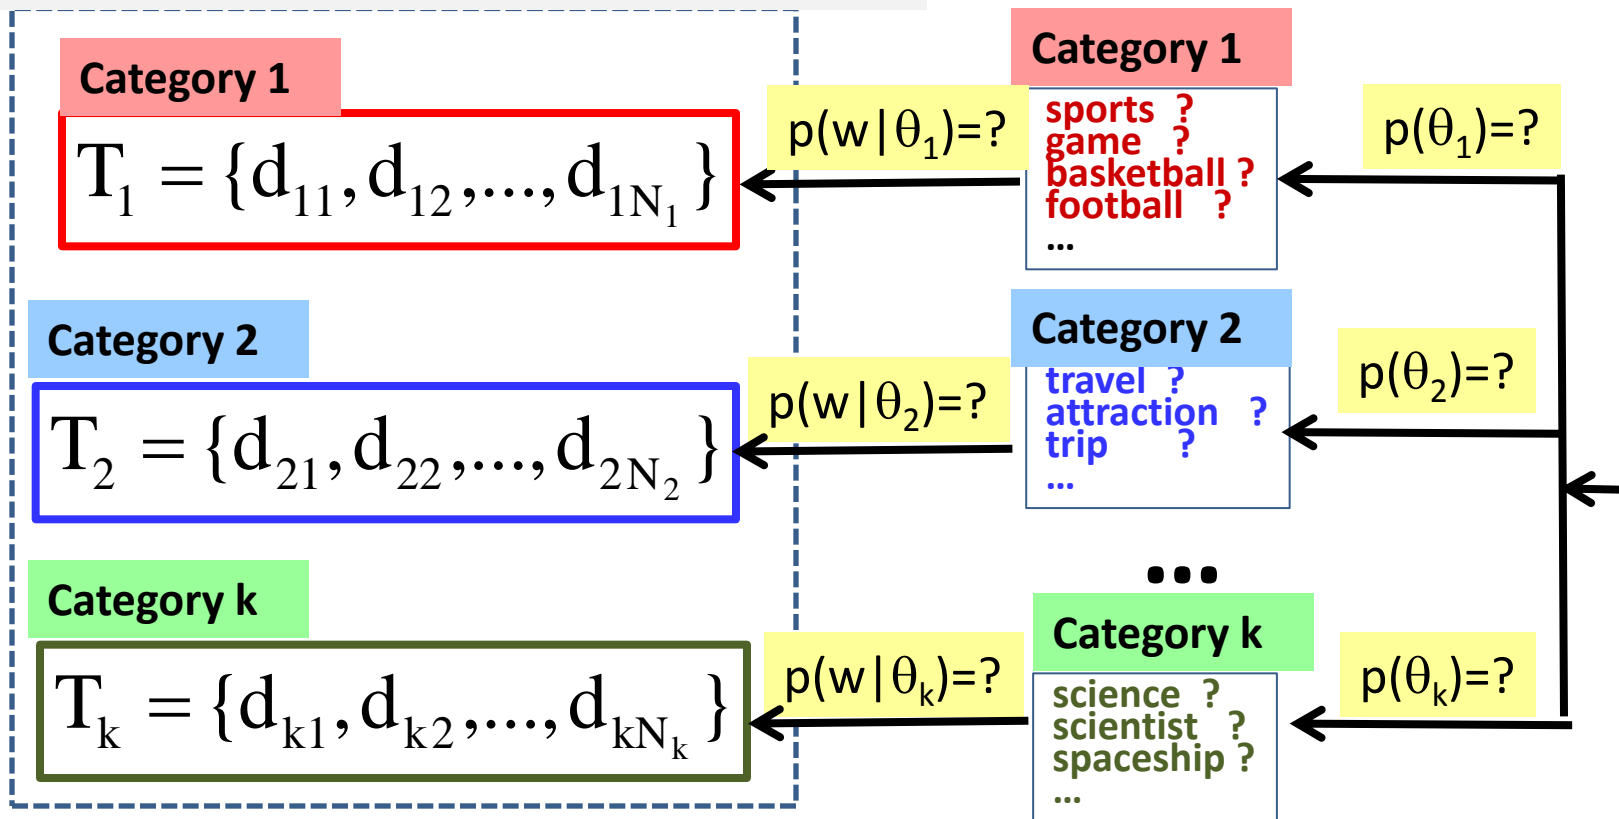 Category 1
T₁ = {d₁₁, d₁₂,..., d₁N₁}
p(w|θ₁)=?
Category 1
sports ?
game ?
basketball ?
football ?
...
p(θ₁)=?
Category 2
T₂ = {d₂₁, d₂₂,..., d₂N₂}
p(w|θ₂)=?
Category 2
travel ?
attraction ?
trip ?
...
p(θ₂)=?
...
Category k
Tₖ = {dₖ₁, dₖ₂,..., dₖNₖ}
p(w|θₖ)=?
Category k
science ?
scientist ?
spaceship ?
...
p(θₖ)=?